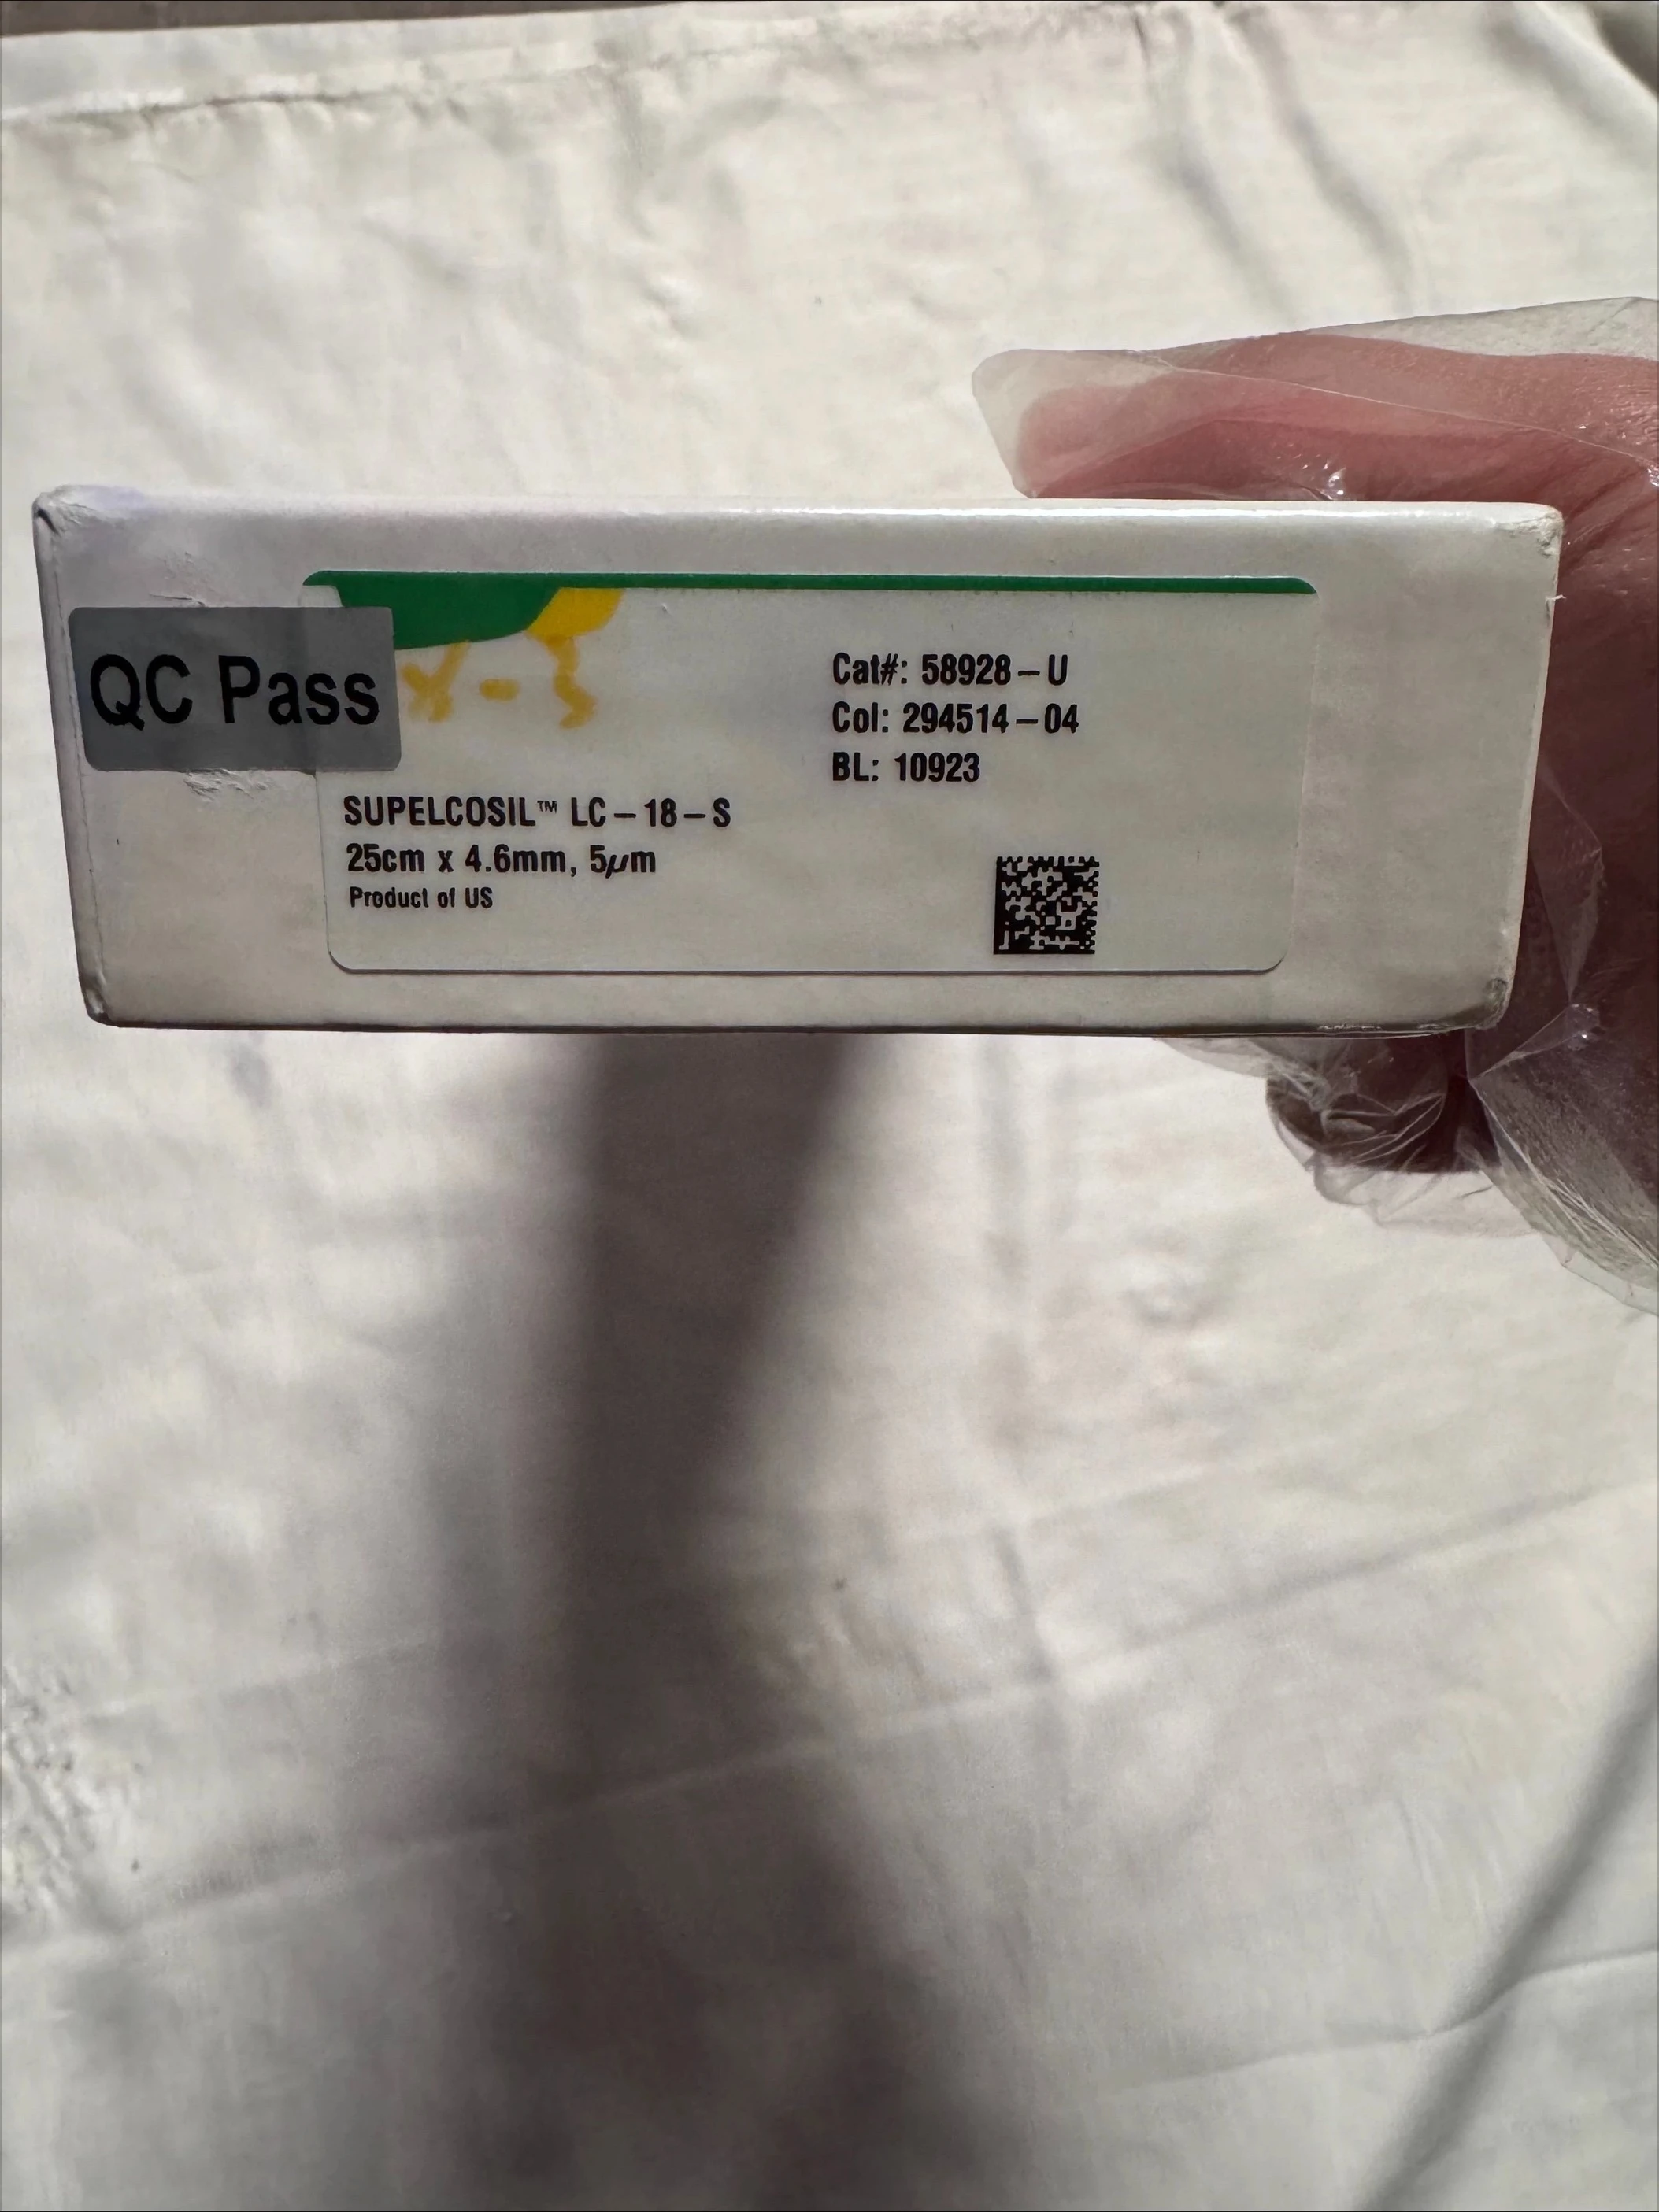 QC Pass
Cat#: 58928-U
Col: 294514-04
BL: 10923
SUPELCOSIL™ LC-18-S
25cm x 4.6mm, 5µm
Product of US